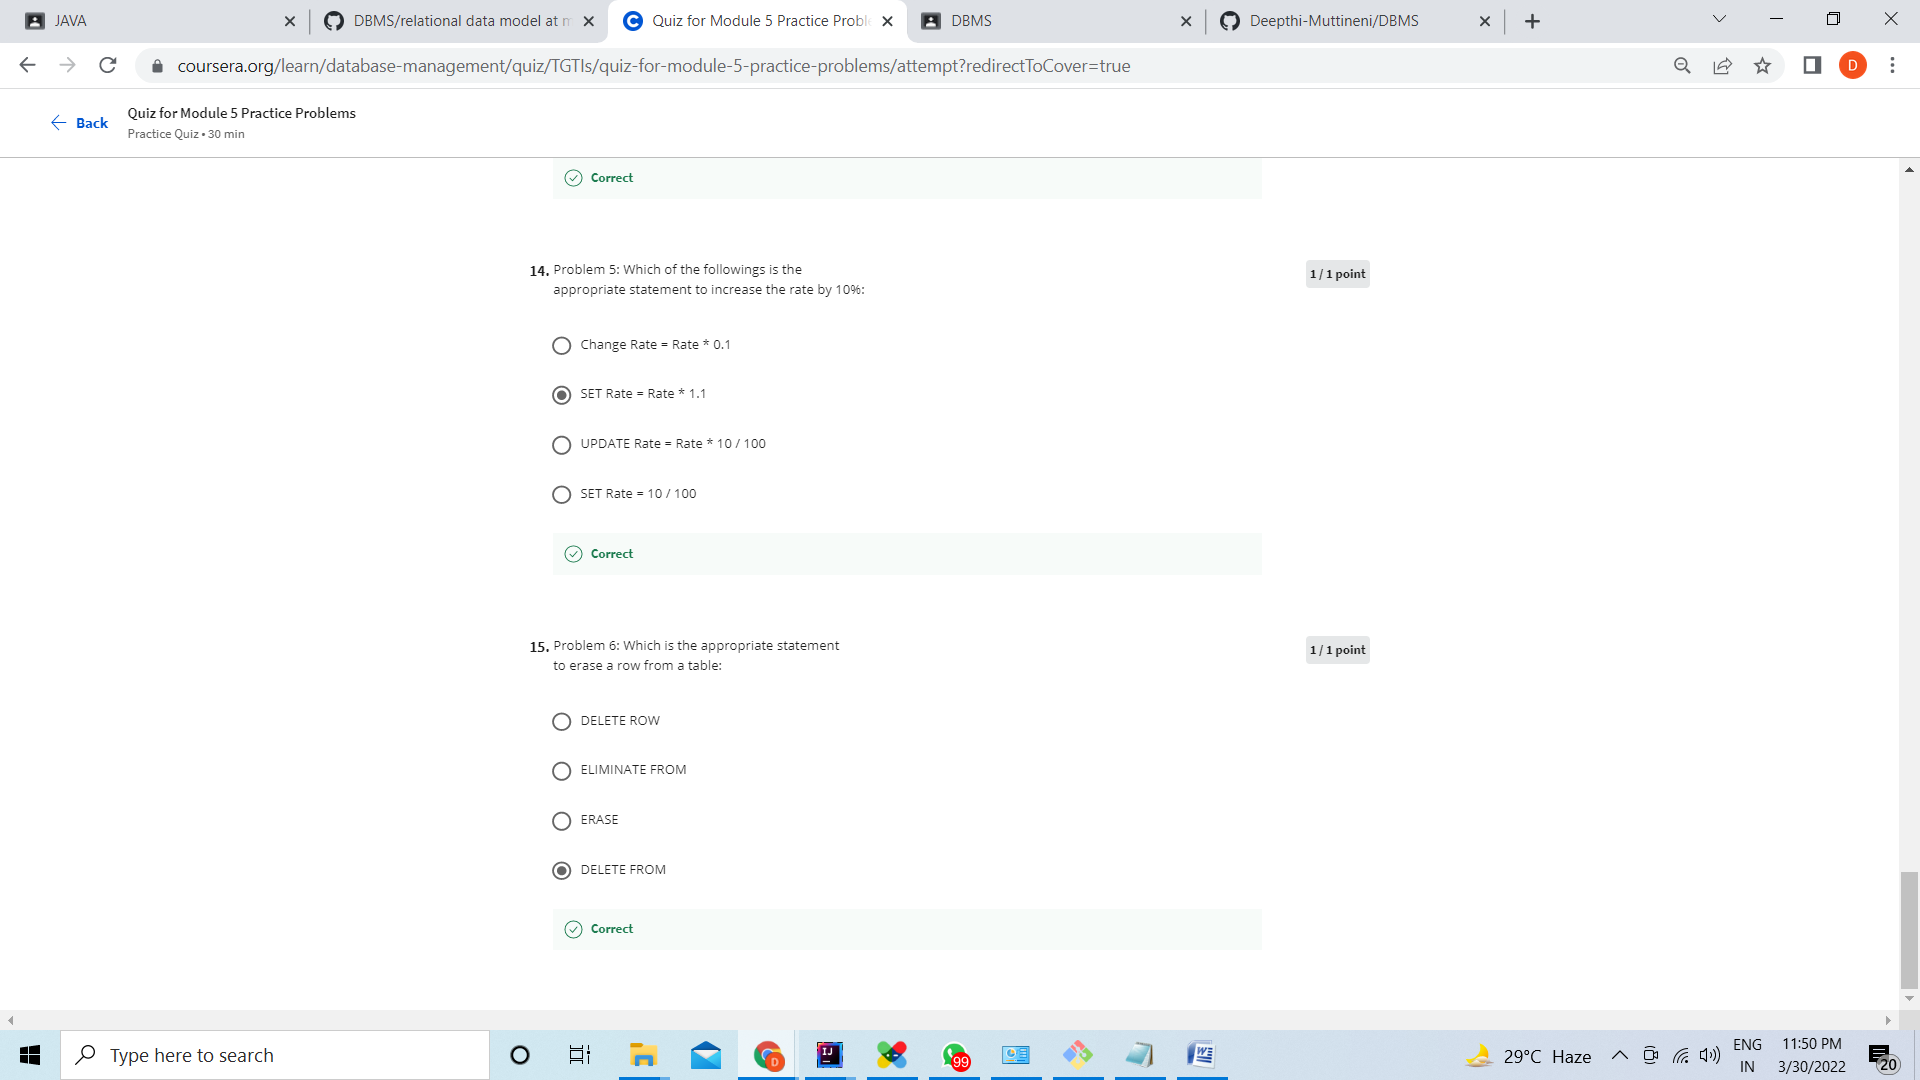 JAVA
DBMS/relational data model at m
Quiz for Module 5 Practice Proble
DBMS
Deepthi-Muttineni/DBMS
coursera.org/learn/database-management/quiz/TGTIs/quiz-for-module-5-practice-problems/attempt?redirectToCover=true
D
Back
Quiz for Module 5 Practice Problems
Practice Quiz • 30 min
Correct
14. Problem 5: Which of the followings is the
appropriate statement to increase the rate by 10%:
1 / 1 point
Change Rate = Rate * 0.1
SET Rate = Rate * 1.1
UPDATE Rate = Rate * 10 / 100
SET Rate = 10 / 100
Correct
15. Problem 6: Which is the appropriate statement
to erase a row from a table:
1 / 1 point
DELETE ROW
ELIMINATE FROM
ERASE
DELETE FROM
Correct
Type here to search
D
IJ
99
W
29°C Haze
ENG
IN
11:50 PM
3/30/2022
20